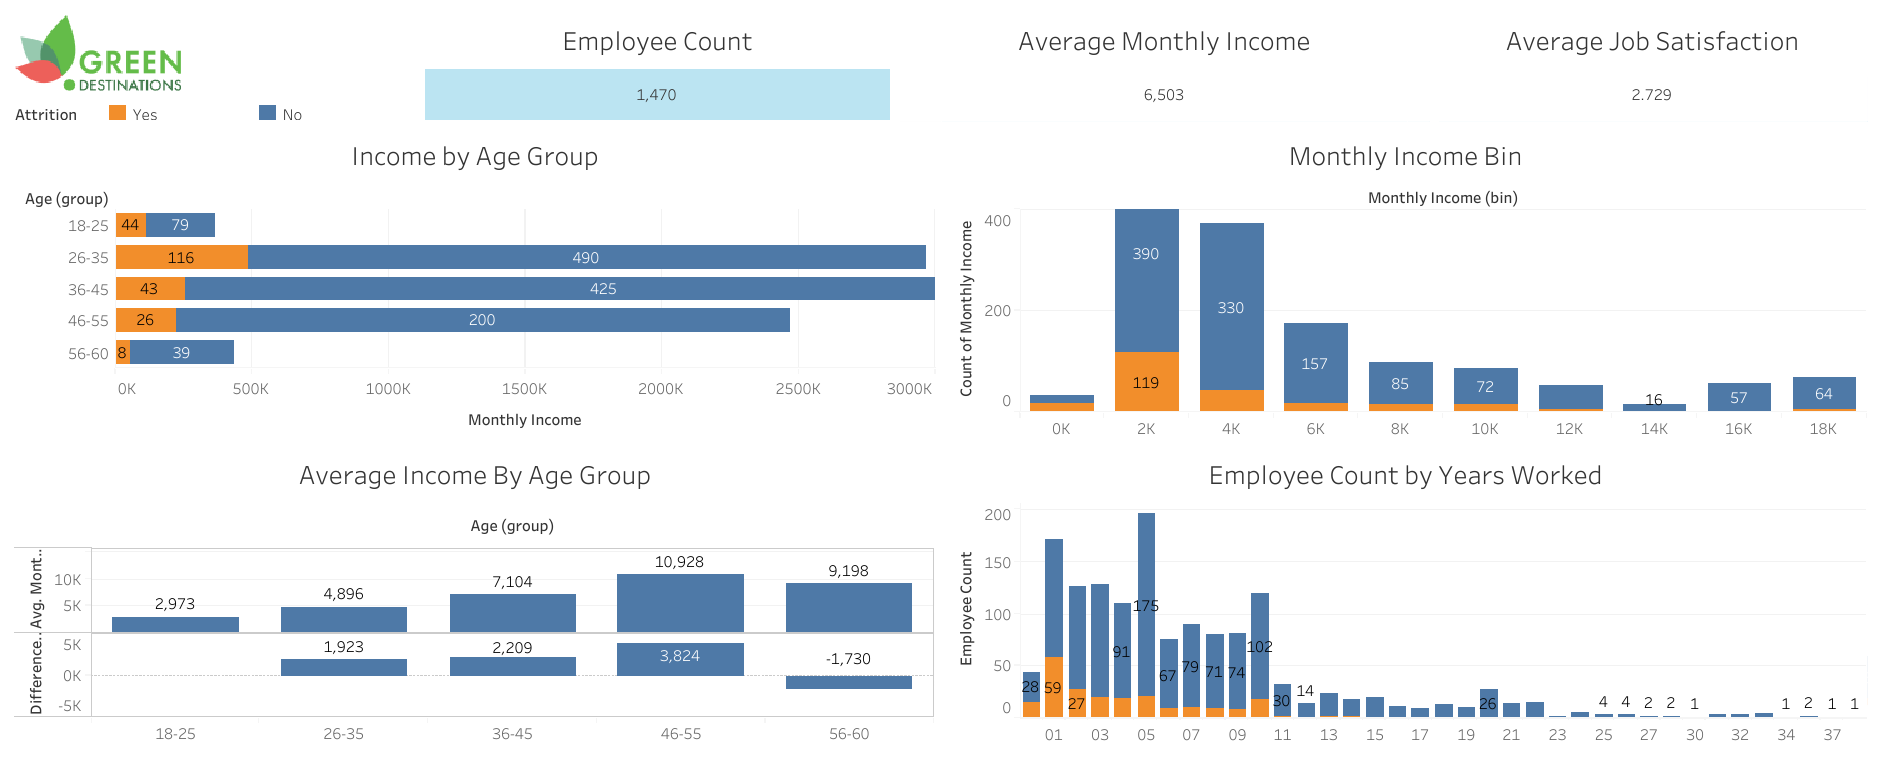 GREEN
DESTINATIONS
Attrition
Yes
No
Employee Count
1,470
Average Monthly Income
6,503
Average Job Satisfaction
2.729
Income by Age Group
Age (group)
18-25
44
79
26-35
116
490
36-45
43
425
46-55
26
200
56-60
8
39
0K
500K
1000K
1500K
2000K
2500K
3000K
Monthly Income
Monthly Income Bin
Monthly Income (bin)
Count of Monthly Income
400
200
0
390
119
330
157
85
72
16
57
64
0K
2K
4K
6K
8K
10K
12K
14K
16K
18K
Average Income By Age Group
Age (group)
Avg. Mont..
10K
5K
2,973
4,896
7,104
10,928
9,198
Difference..
5K
0K
-5K
1,923
2,209
3,824
-1,730
18-25
26-35
36-45
46-55
56-60
Employee Count by Years Worked
Employee Count
200
150
100
50
0
28
59
27
91
175
67
79
71
74
102
30
14
26
4
4
2
2
1
1
2
1
1
01
03
05
07
09
11
13
15
17
19
21
23
25
27
30
32
34
37